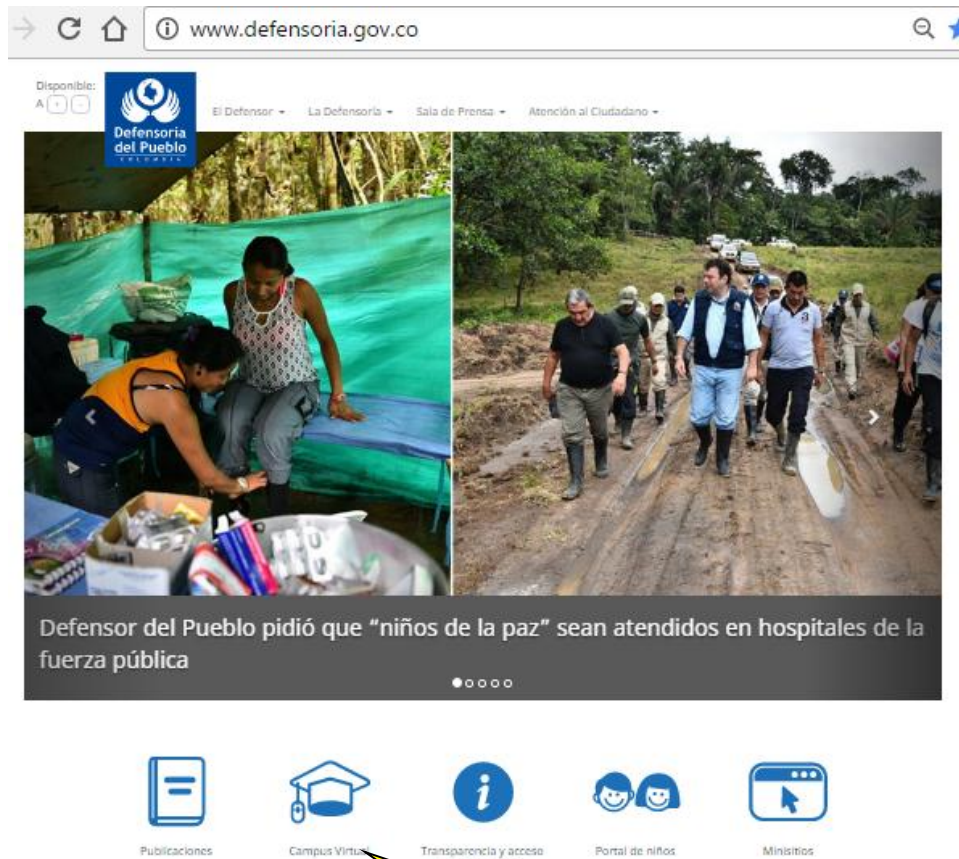 www.defensoria.gov.co
Disponible:
A + -
Defensoría
del Pueblo
COLOMBIA
El Defensor
La Defensoría
Sala de Prensa
Atención al Ciudadano
Defensor del Pueblo pidió que “niños de la paz” sean atendidos en hospitales de la
fuerza pública
Publicaciones
Campus Virtual
Transparencia y acceso
Portal de niños
Minisitios